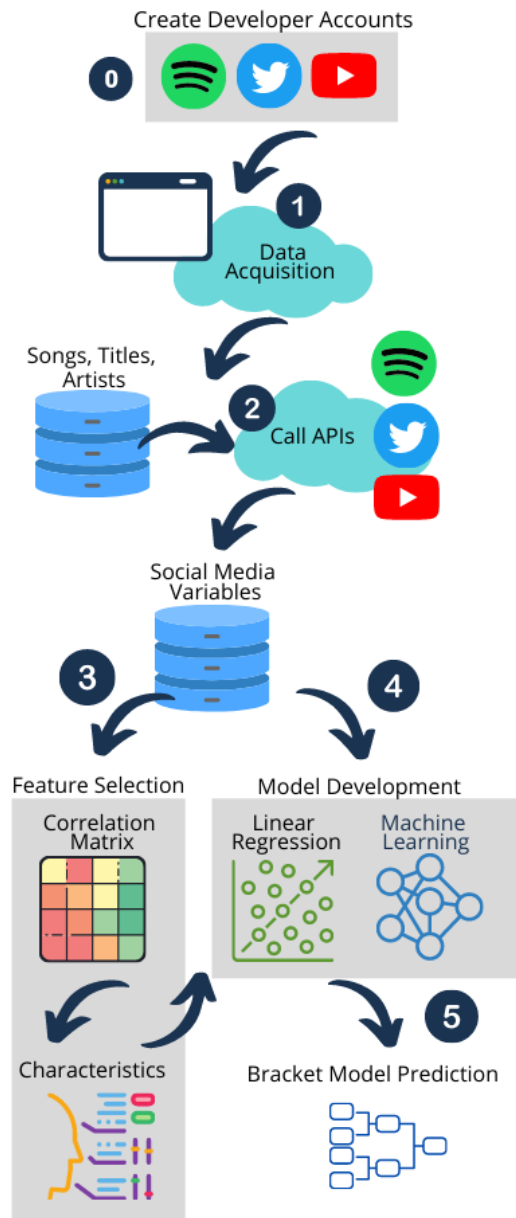 Create Developer Accounts
0
1
Data
Acquisition
Songs, Titles,
Artists
2
Call APIs
Social Media
Variables
3
4
Feature Selection
Model Development
Correlation
Matrix
Linear
Regression
Machine
Learning
5
Characteristics
Bracket Model Prediction